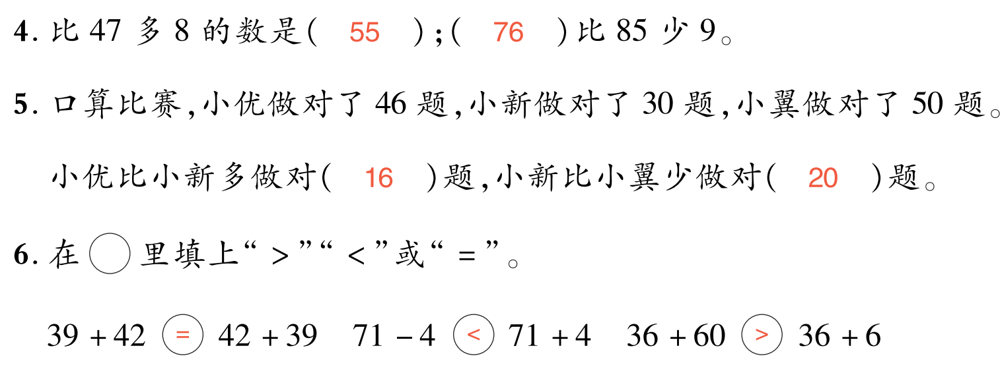 4. 比 47 多 8 的数是( 55 );( 76 )比 85 少 9。
5. 口算比赛,小优做对了 46 题,小新做对了 30 题,小翼做对了 50 题。
小优比小新多做对( 16 )题,小新比小翼少做对( 20 )题。
6. 在○里填上“>”“<”或“=”。
39+42 = 42+39 71-4 < 71+4 36+60 > 36+6